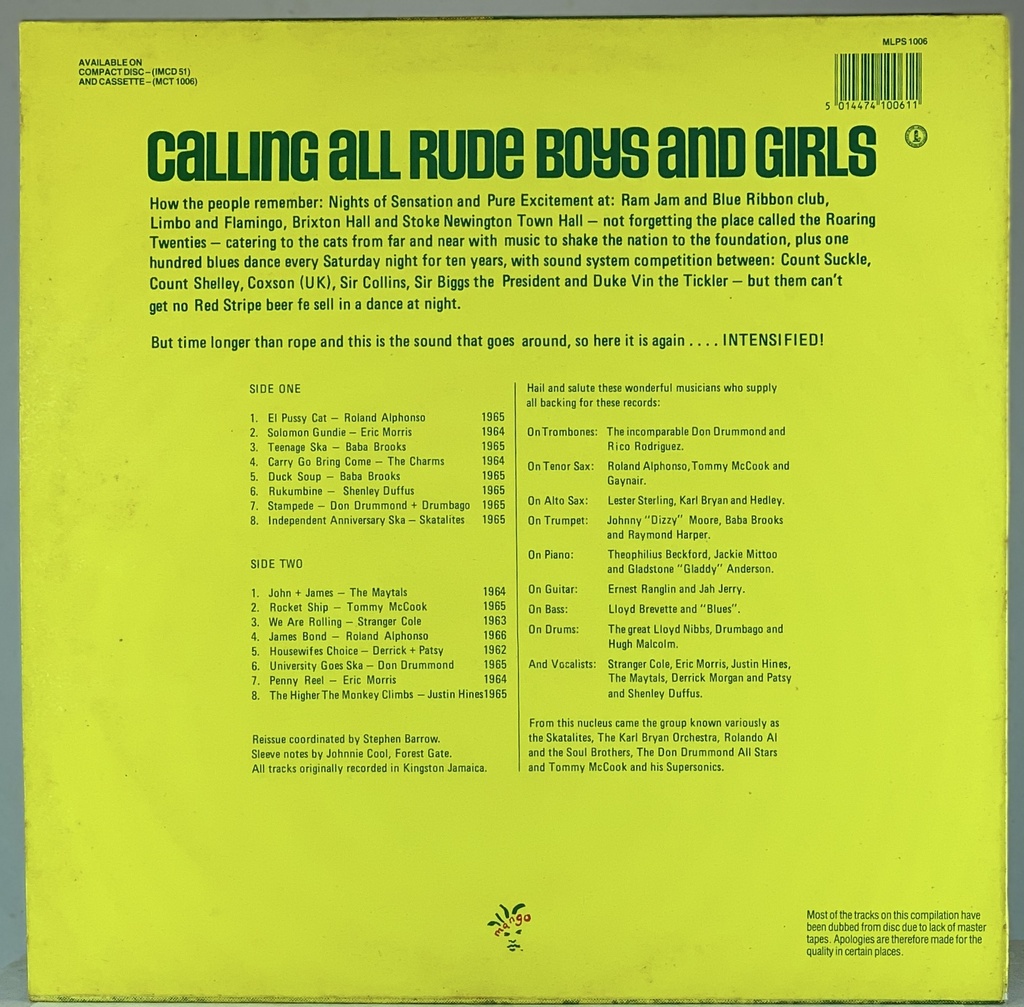 AVAILABLE ON
COMPACT DISC–(IMCD 51)
AND CASSETTE–(MCT 1006)
MLPS 1006
5 014474 100611
CALLING ALL RUDE BOYS AND GIRLS
How the people remember: Nights of Sensation and Pure Excitement at: Ram Jam and Blue Ribbon club,
Limbo and Flamingo, Brixton Hall and Stoke Newington Town Hall – not forgetting the place called the Roaring
Twenties – catering to the cats from far and near with music to shake the nation to the foundation, plus one
hundred blues dance every Saturday night for ten years, with sound system competition between: Count Suckle,
Count Shelley, Coxson (UK), Sir Collins, Sir Biggs the President and Duke Vin the Tickler – but them can't
get no Red Stripe beer fe sell in a dance at night.
But time longer than rope and this is the sound that goes around, so here it is again . . . . INTENSIFIED!
SIDE ONE
1. El Pussy Cat – Roland Alphonso 1965
2. Solomon Gundie – Eric Morris 1964
3. Teenage Ska – Baba Brooks 1965
4. Carry Go Bring Come – The Charms 1964
5. Duck Soup – Baba Brooks 1965
6. Rukumbine – Shenley Duffus 1965
7. Stampede – Don Drummond + Drumbago 1965
8. Independent Anniversary Ska – Skatalites 1965
SIDE TWO
1. John + James – The Maytals 1964
2. Rocket Ship – Tommy McCook 1965
3. We Are Rolling – Stranger Cole 1963
4. James Bond – Roland Alphonso 1966
5. Housewifes Choice – Derrick + Patsy 1962
6. University Goes Ska – Don Drummond 1965
7. Penny Reel – Eric Morris 1964
8. The Higher The Monkey Climbs – Justin Hines 1965
Reissue coordinated by Stephen Barrow.
Sleeve notes by Johnnie Cool, Forest Gate.
All tracks originally recorded in Kingston Jamaica.
Hail and salute these wonderful musicians who supply
all backing for these records:
On Trombones: The incomparable Don Drummond and
Rico Rodriguez.
On Tenor Sax: Roland Alphonso, Tommy McCook and
Gaynair.
On Alto Sax: Lester Sterling, Karl Bryan and Hedley.
On Trumpet: Johnny "Dizzy" Moore, Baba Brooks
and Raymond Harper.
On Piano: Theophilius Beckford, Jackie Mittoo
and Gladstone "Gladdy" Anderson.
On Guitar: Ernest Ranglin and Jah Jerry.
On Bass: Lloyd Brevette and "Blues".
On Drums: The great Lloyd Nibbs, Drumbago and
Hugh Malcolm.
And Vocalists: Stranger Cole, Eric Morris, Justin Hines,
The Maytals, Derrick Morgan and Patsy
and Shenley Duffus.
From this nucleus came the group known variously as
the Skatalites, The Karl Bryan Orchestra, Rolando Al
and the Soul Brothers, The Don Drummond All Stars
and Tommy McCook and his Supersonics.
mango
Most of the tracks on this compilation have
been dubbed from disc due to lack of master
tapes. Apologies are therefore made for the
quality in certain places.